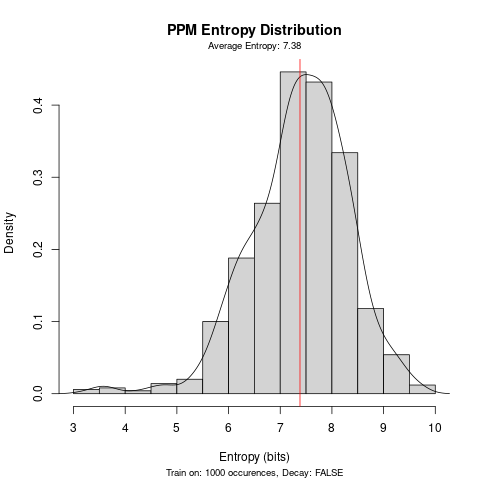 PPM Entropy Distribution
Average Entropy: 7.38
Density
0.4
0.3
0.2
0.1
0.0
3 4 5 6 7 8 9 10
Entropy (bits)
Train on: 1000 occurences, Decay: FALSE